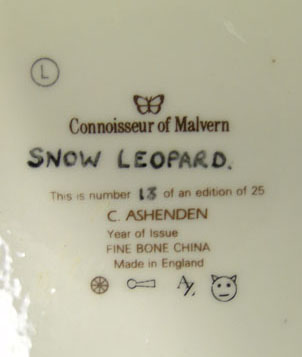 L
Connoisseur of Malvern
SNOW LEOPARD.
This is number 13 of an edition of 25
C. ASHENDEN
Year of Issue
FINE BONE CHINA
Made in England